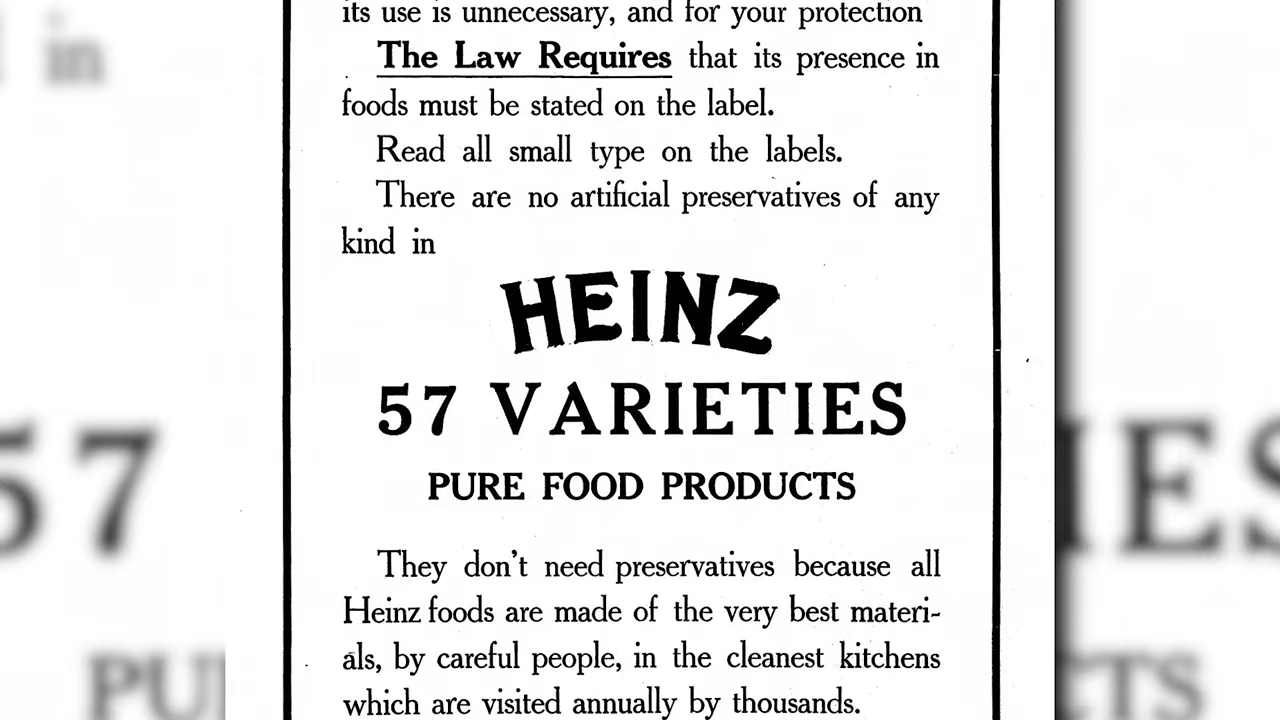 its use is unnecessary, and for your protection
The Law Requires that its presence in
foods must be stated on the label.
Read all small type on the labels.
There are no artificial preservatives of any
kind in
HEINZ
57 VARIETIES
PURE FOOD PRODUCTS
They don't need preservatives because all
Heinz foods are made of the very best materi-
als, by careful people, in the cleanest kitchens
which are visited annually by thousands.